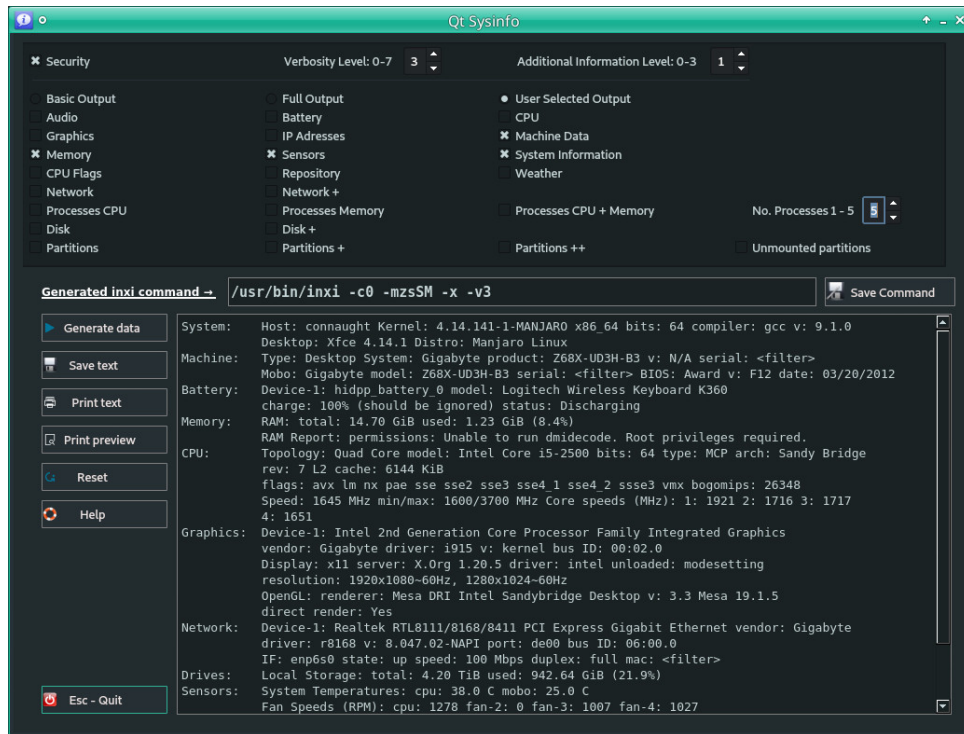 Qt Sysinfo
Security Verbosity Level: 0-7 3 Additional Information Level: 0-3 1
Basic Output Full Output User Selected Output
Audio Battery CPU
Graphics IP Adresses Machine Data
Memory Sensors System Information
CPU Flags Repository Weather
Network Network +
Processes CPU Processes Memory Processes CPU + Memory No. Processes 1 - 5 5
Disk Disk +
Partitions Partitions + Partitions ++ Unmounted partitions
Generated inxi command → /usr/bin/inxi -c0 -mzsSM -x -v3 Save Command
Generate data
Save text
Print text
Print preview
Reset
Help
Esc - Quit
System: Host: connaught Kernel: 4.14.141-1-MANJARO x86_64 bits: 64 compiler: gcc v: 9.1.0
Desktop: Xfce 4.14.1 Distro: Manjaro Linux
Machine: Type: Desktop System: Gigabyte product: Z68X-UD3H-B3 v: N/A serial: <filter>
Mobo: Gigabyte model: Z68X-UD3H-B3 serial: <filter> BIOS: Award v: F12 date: 03/20/2012
Battery: Device-1: hidpp_battery_0 model: Logitech Wireless Keyboard K360
charge: 100% (should be ignored) status: Discharging
Memory: RAM: total: 14.70 GiB used: 1.23 GiB (8.4%)
RAM Report: permissions: Unable to run dmidecode. Root privileges required.
CPU: Topology: Quad Core model: Intel Core i5-2500 bits: 64 type: MCP arch: Sandy Bridge
rev: 7 L2 cache: 6144 KiB
flags: avx lm nx pae sse sse2 sse3 sse4_1 sse4_2 ssse3 vmx bogomips: 26348
Speed: 1645 MHz min/max: 1600/3700 MHz Core speeds (MHz): 1: 1921 2: 1716 3: 1717
4: 1651
Graphics: Device-1: Intel 2nd Generation Core Processor Family Integrated Graphics
vendor: Gigabyte driver: i915 v: kernel bus ID: 00:02.0
Display: x11 server: X.Org 1.20.5 driver: intel unloaded: modesetting
resolution: 1920x1080~60Hz, 1280x1024~60Hz
OpenGL: renderer: Mesa DRI Intel Sandybridge Desktop v: 3.3 Mesa 19.1.5
direct render: Yes
Network: Device-1: Realtek RTL8111/8168/8411 PCI Express Gigabit Ethernet vendor: Gigabyte
driver: r8168 v: 8.047.02-NAPI port: de00 bus ID: 06:00.0
IF: enp6s0 state: up speed: 100 Mbps duplex: full mac: <filter>
Drives: Local Storage: total: 4.20 TiB used: 942.64 GiB (21.9%)
Sensors: System Temperatures: cpu: 38.0 C mobo: 25.0 C
Fan Speeds (RPM): cpu: 1278 fan-2: 0 fan-3: 1007 fan-4: 1027